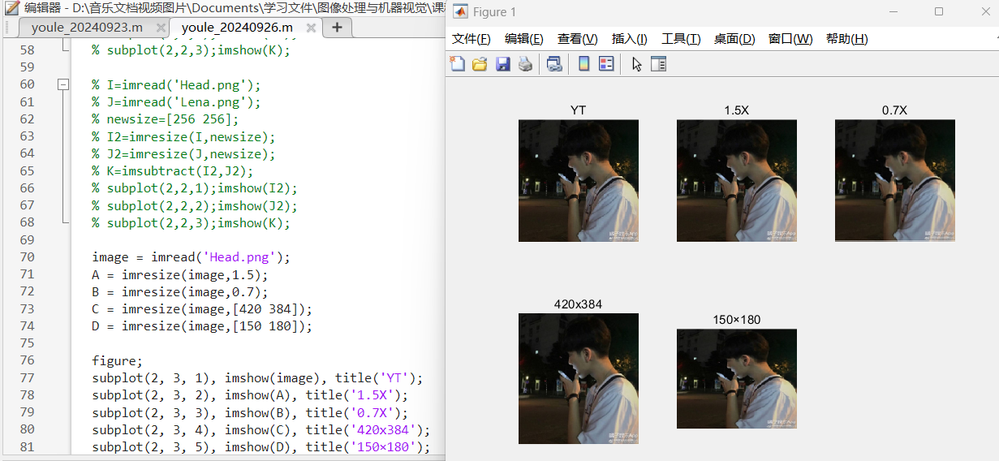 编辑器 - D:\音乐文档视频图片\Documents\学习文件\图像处理与机器视觉\课
youle_20240923.m
youle_20240926.m
58 % subplot(2,2,3);imshow(K);
59
60 % I=imread('Head.png');
61 % J=imread('Lena.png');
62 % newsize=[256 256];
63 % I2=imresize(I,newsize);
64 % J2=imresize(J,newsize);
65 % K=imsubtract(I2,J2);
66 % subplot(2,2,1);imshow(I2);
67 % subplot(2,2,2);imshow(J2);
68 % subplot(2,2,3);imshow(K);
69
70 image = imread('Head.png');
71 A = imresize(image,1.5);
72 B = imresize(image,0.7);
73 C = imresize(image,[420 384]);
74 D = imresize(image,[150 180]);
75
76 figure;
77 subplot(2, 3, 1), imshow(image), title('YT');
78 subplot(2, 3, 2), imshow(A), title('1.5X');
79 subplot(2, 3, 3), imshow(B), title('0.7X');
80 subplot(2, 3, 4), imshow(C), title('420x384');
81 subplot(2, 3, 5), imshow(D), title('150×180');
Figure 1
文件(F) 编辑(E) 查看(V) 插入(I) 工具(T) 桌面(D) 窗口(W) 帮助(H)
YT
1.5X
0.7X
420x384
150×180